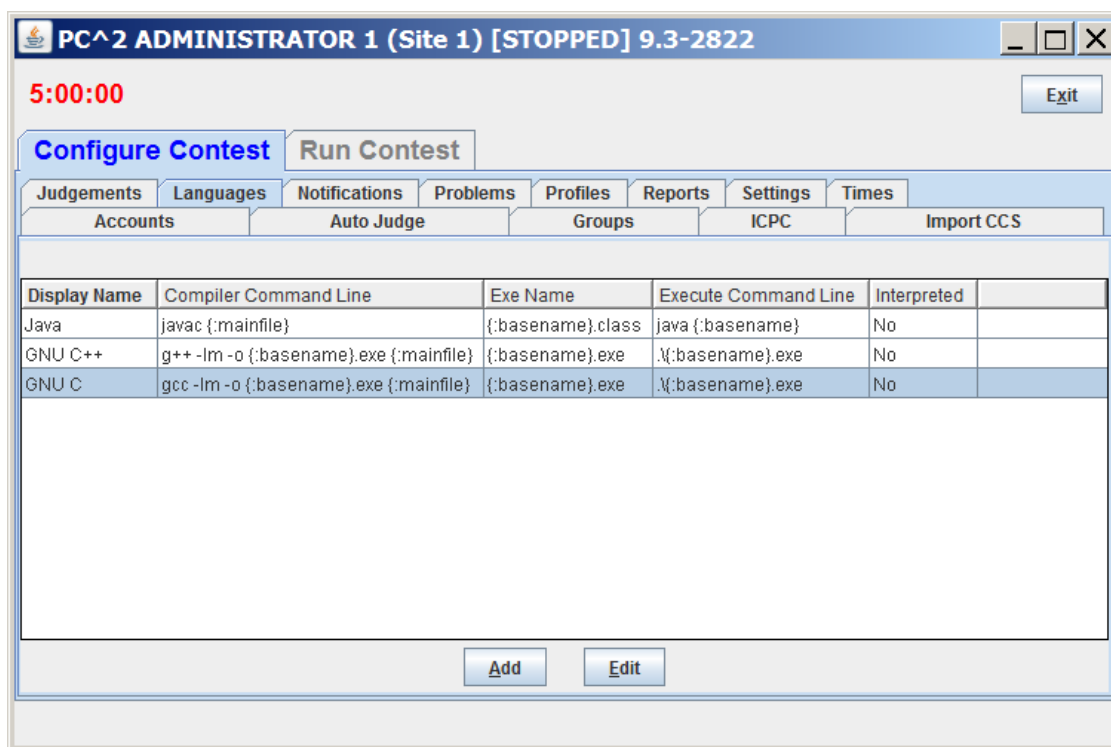 PC^2 ADMINISTRATOR 1 (Site 1) [STOPPED] 9.3-2822
5:00:00 Exit
Configure Contest Run Contest
Judgements Languages Notifications Problems Profiles Reports Settings Times
Accounts Auto Judge Groups ICPC Import CCS
Display Name Compiler Command Line Exe Name Execute Command Line Interpreted
Java javac {:mainfile} {:basename}.class java {:basename} No
GNU C++ g++ -lm -o {:basename}.exe {:mainfile} {:basename}.exe .\{:basename}.exe No
GNU C gcc -lm -o {:basename}.exe {:mainfile} {:basename}.exe .\{:basename}.exe No
Add Edit